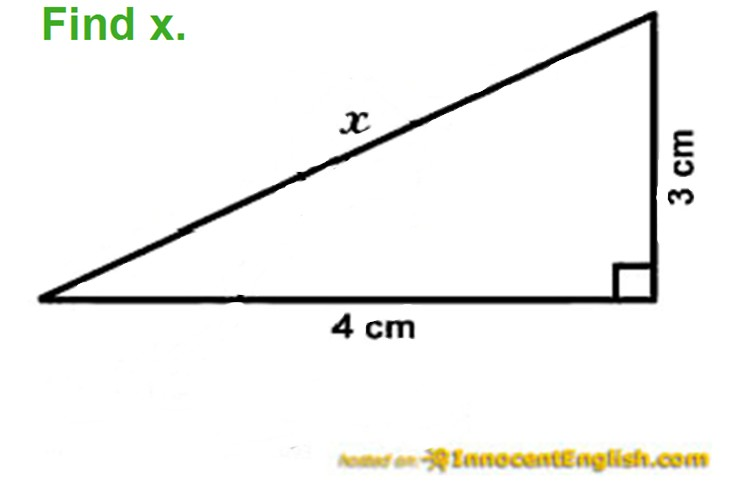 Find x.
x
3 cm
4 cm
hosted on InnocentEnglish.com